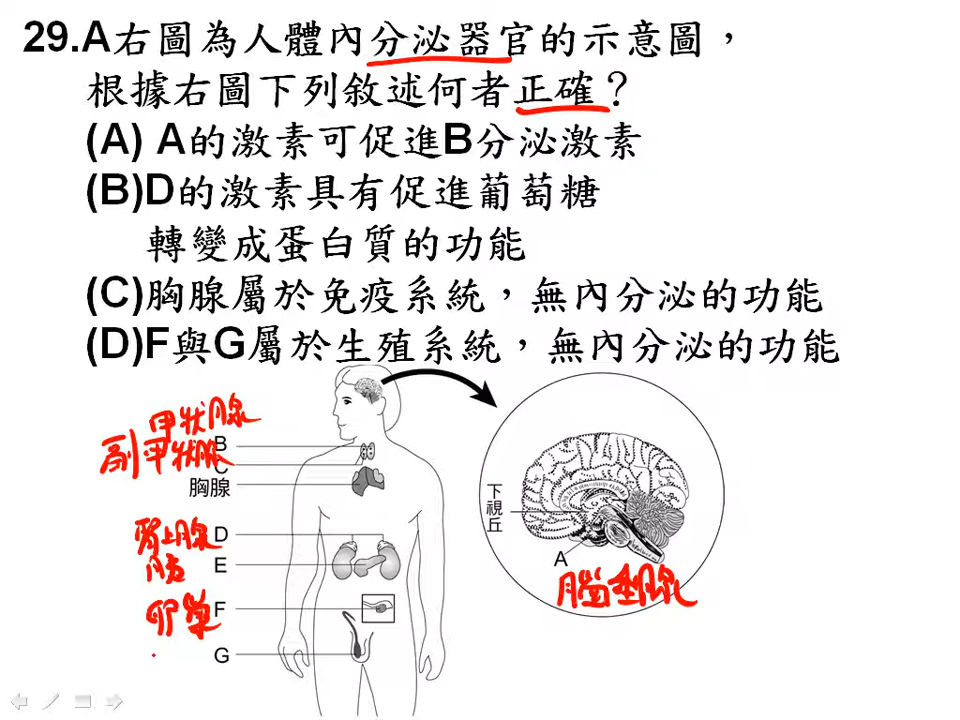 29.A右圖為人體內分泌器官的示意圖，
根據右圖下列敘述何者正確？
(A) A的激素可促進B分泌激素
(B)D的激素具有促進葡萄糖
轉變成蛋白質的功能
(C)胸腺屬於免疫系統，無內分泌的功能
(D)F與G屬於生殖系統，無內分泌的功能
甲狀腺
B
副甲狀腺
C
胸腺
腎上腺 D
胰 E
卵巢 F
G
下視丘
A
腦垂腺